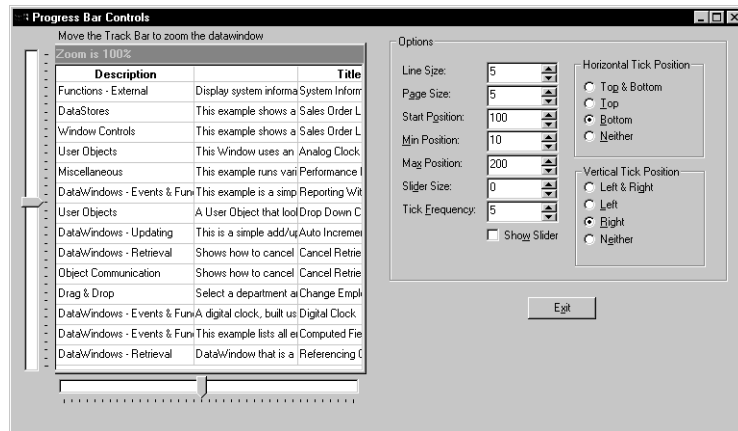 Progress Bar Controls
Move the Track Bar to zoom the datawindow
Zoom is 100%
Description Title
Functions - External Display system informa System Inform
DataStores This example shows a Sales Order L
Window Controls This example shows a Sales Order L
User Objects This Window uses an Analog Clock
Miscellaneous This example runs vari Performance
DataWindows - Events & Fun This example is a simp Reporting Wit
User Objects A User Object that lool Drop Down C
DataWindows - Updating This is a simple add/up Auto Incremen
DataWindows - Retrieval Shows how to cancel Cancel Retrie
Object Communication Shows how to cancel Cancel Retrie
Drag & Drop Select a department an Change Empl
DataWindows - Events & Fun A digital clock, built us Digital Clock
DataWindows - Events & Fun This example lists all en Computed Fie
DataWindows - Retrieval DataWindow that is a Referencing
Options
Line Size: 5
Page Size: 5
Start Position: 100
Min Position: 10
Max Position: 200
Slider Size: 0
Tick Frequency: 5
Show Slider
Horizontal Tick Position
Top & Bottom
Top
Bottom
Neither
Vertical Tick Position
Left & Right
Left
Right
Neither
Exit